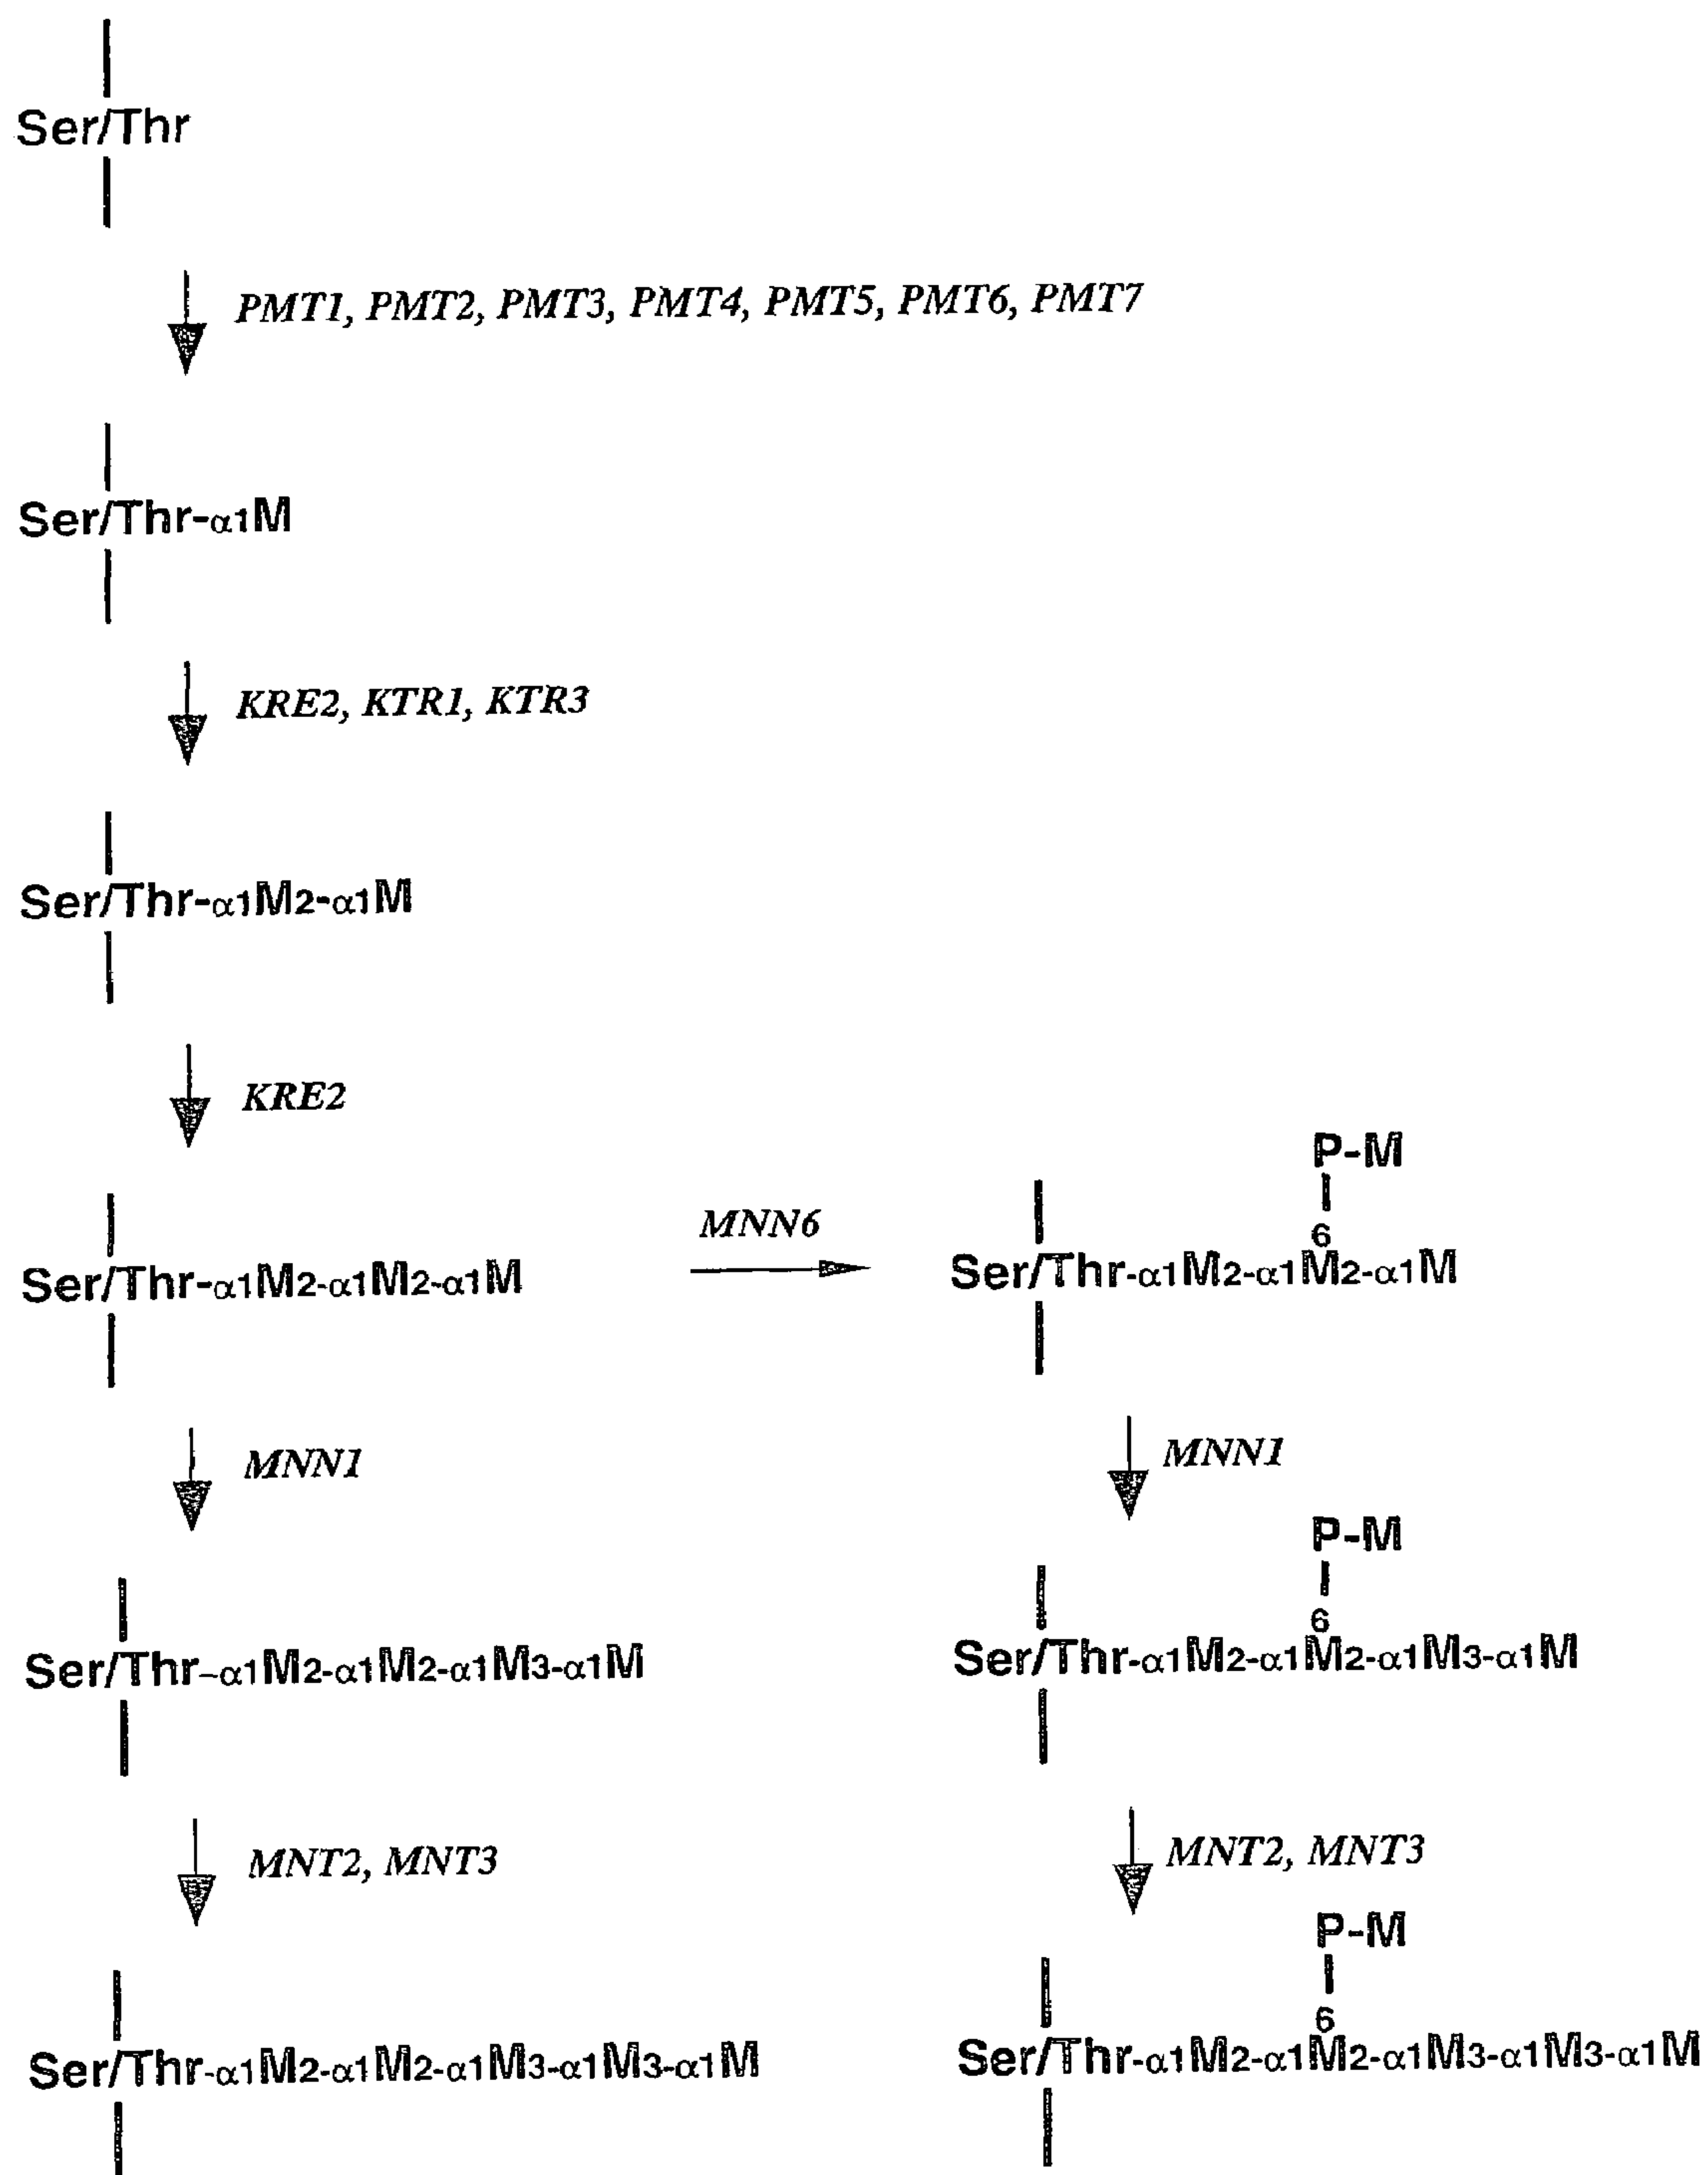 Ser/Thr
PMT1, PMT2, PMT3, PMT4, PMT5, PMT6, PMT7
Ser/Thr-α1M
KRE2, KTR1, KTR3
Ser/Thr-α1M2-α1M
KRE2
Ser/Thr-α1M2-α1M2-α1M
MNN6
P-M
6
Ser/Thr-α1M2-α1M2-α1M
MNN1
MNN1
Ser/Thr-α1M2-α1M2-α1M3-α1M
P-M
6
Ser/Thr-α1M2-α1M2-α1M3-α1M
MNT2, MNT3
MNT2, MNT3
Ser/Thr-α1M2-α1M2-α1M3-α1M3-α1M
P-M
6
Ser/Thr-α1M2-α1M2-α1M3-α1M3-α1M